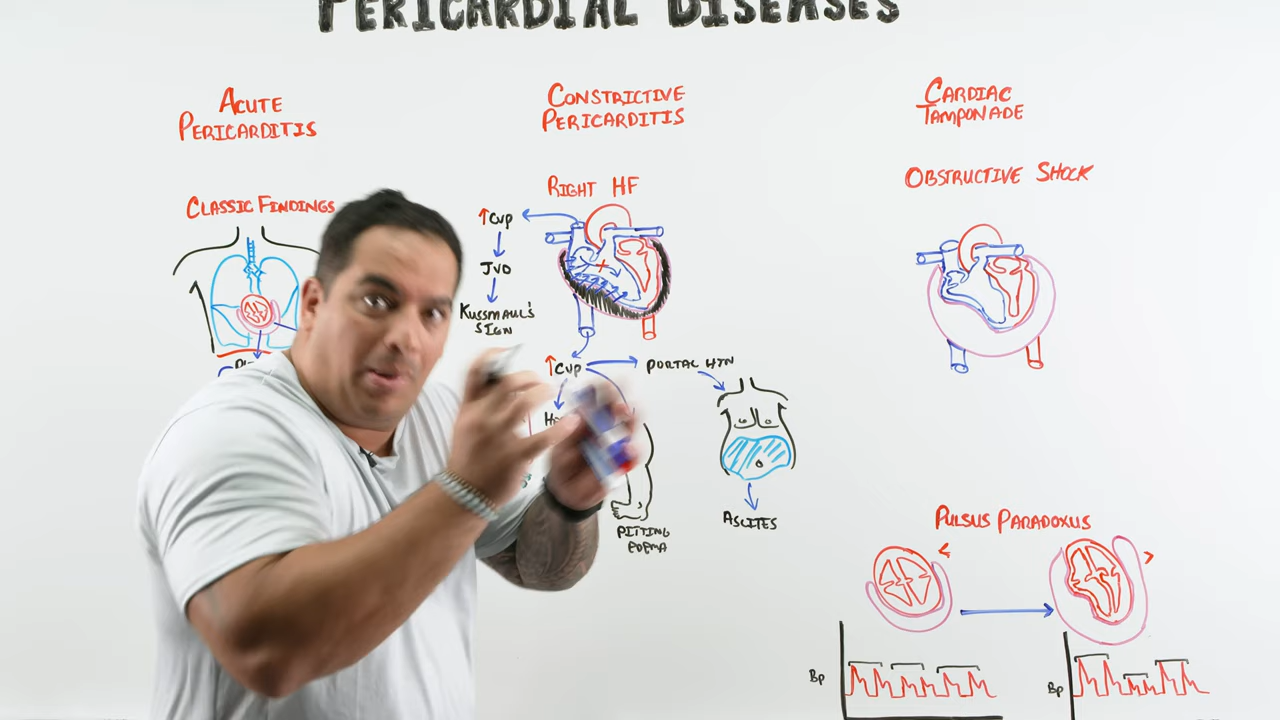 PERICARDIAL DISEASES
ACUTE
PERICARDITIS
CLASSIC FINDINGS
CONSTRICTIVE
PERICARDITIS
RIGHT HF
↑CVP
JVD
KUSSMAUL'S
SIGN
↑CVP
PORTAL HTN
PITTING
EDEMA
ASCITES
CARDIAC
TAMPONADE
OBSTRUCTIVE SHOCK
PULSUS PARADOXUS
< >
BP
BP